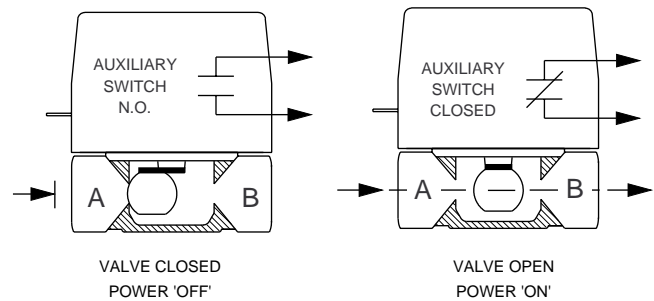 AUXILIARY
SWITCH
N.O.
A
B
VALVE CLOSED
POWER 'OFF'
AUXILIARY
SWITCH
CLOSED
A
B
VALVE OPEN
POWER 'ON'